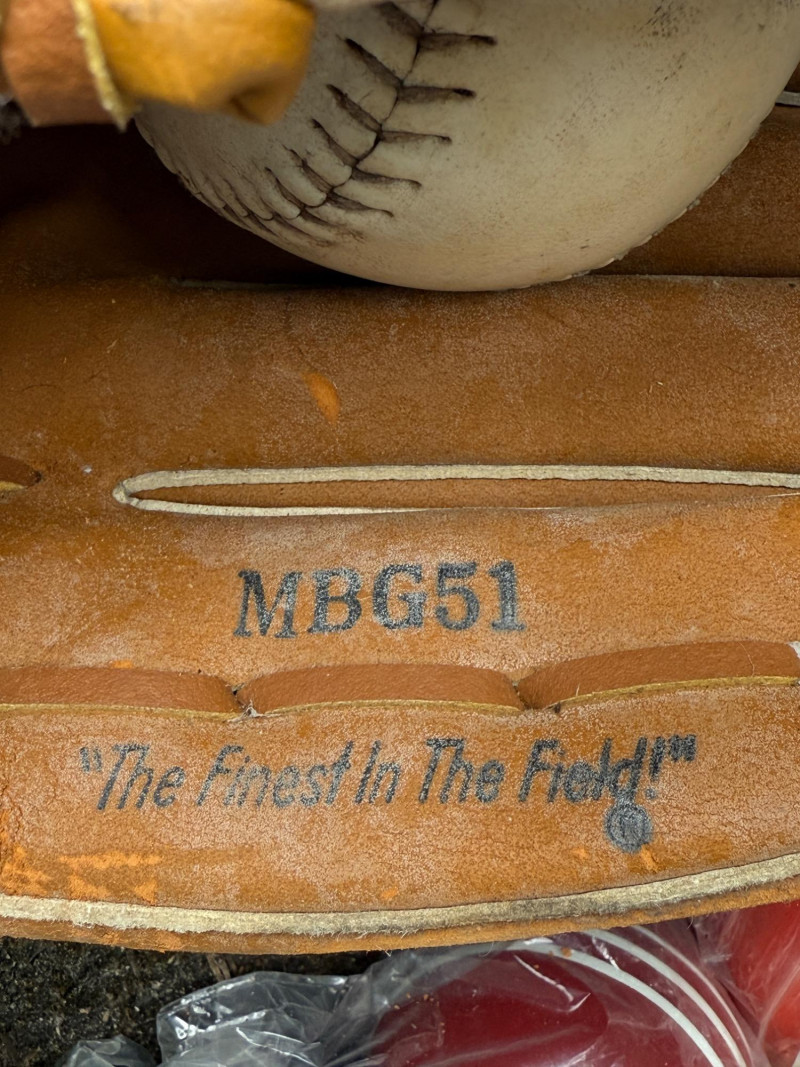 MBG51
"The Finest In The Field!"
®